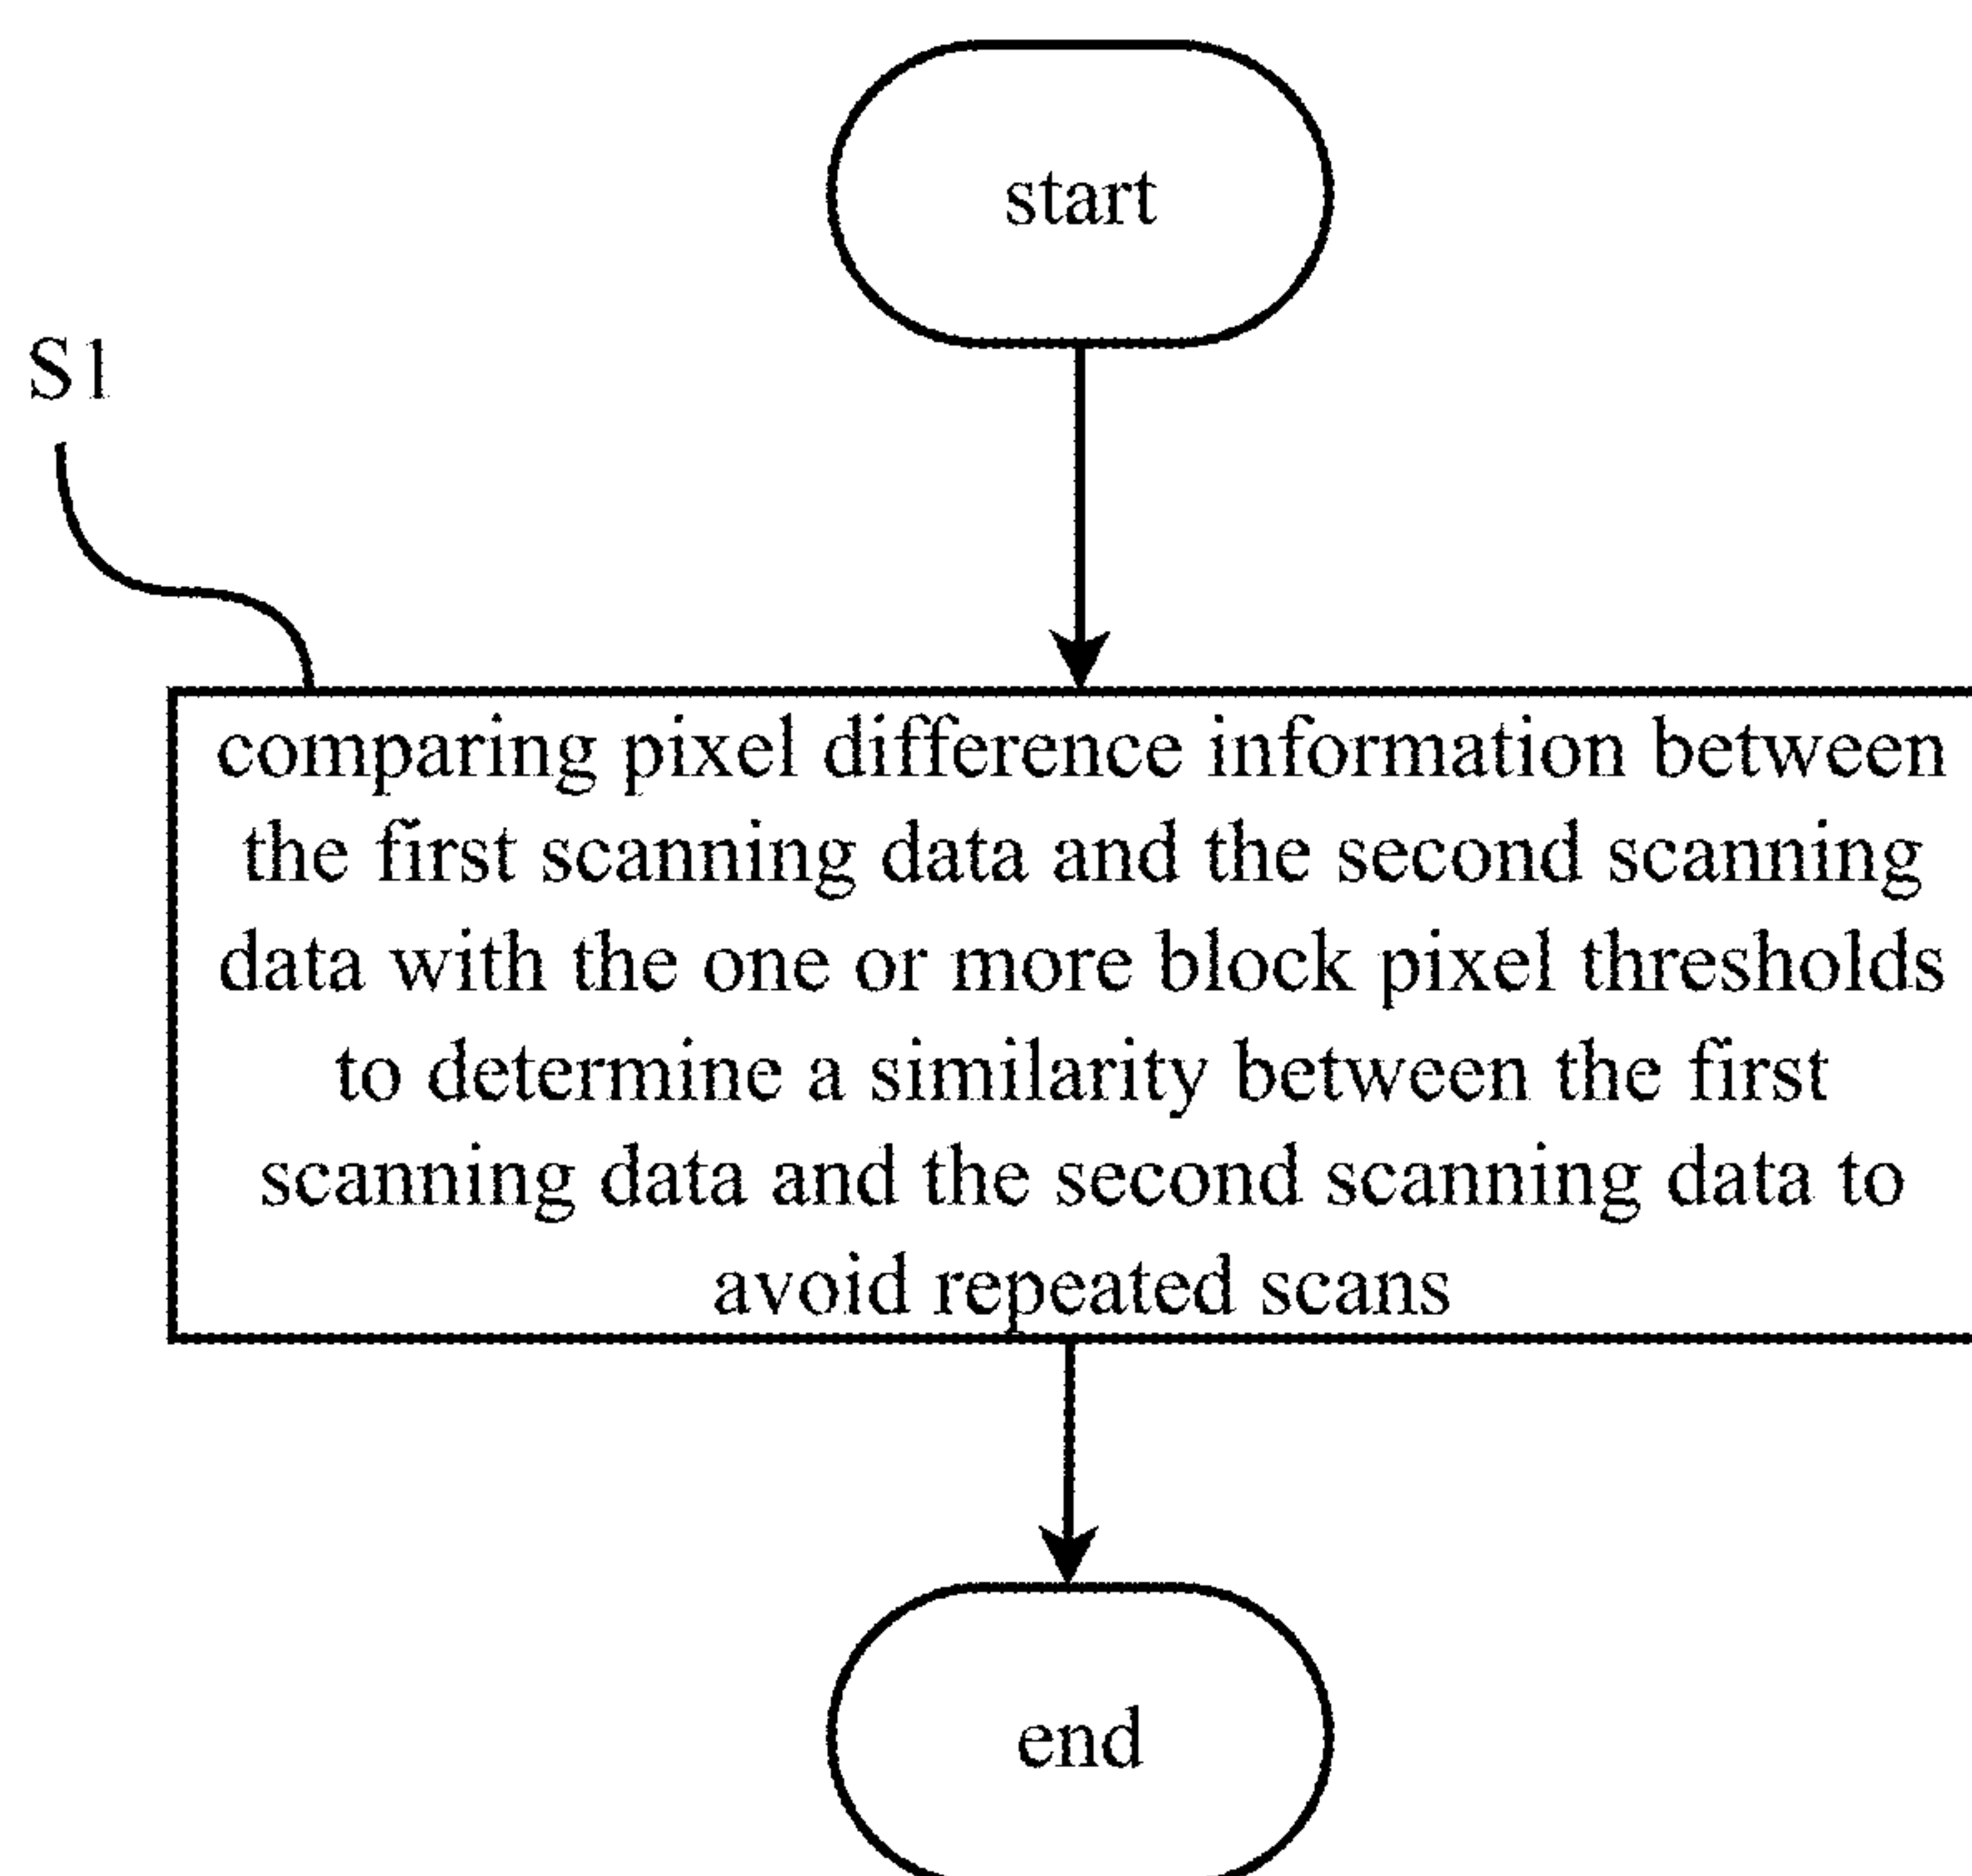 start
S1
comparing pixel difference information between
the first scanning data and the second scanning
data with the one or more block pixel thresholds
to determine a similarity between the first
scanning data and the second scanning data to
avoid repeated scans
end